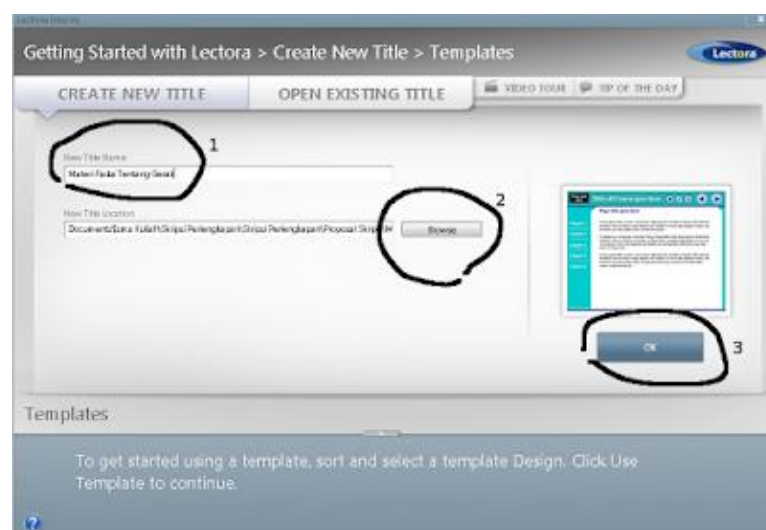 Getting Started with Lectora > Create New Title > Templates
Lectora
CREATE NEW TITLE
OPEN EXISTING TITLE
VIDEO TOUR
TIP OF THE DAY
1
New Title Name
Materi Fisika Tentang
2
New Title Location
Browse
OK
3
Templates
To get started using a template, sort and select a template Design. Click Use
Template to continue.
?